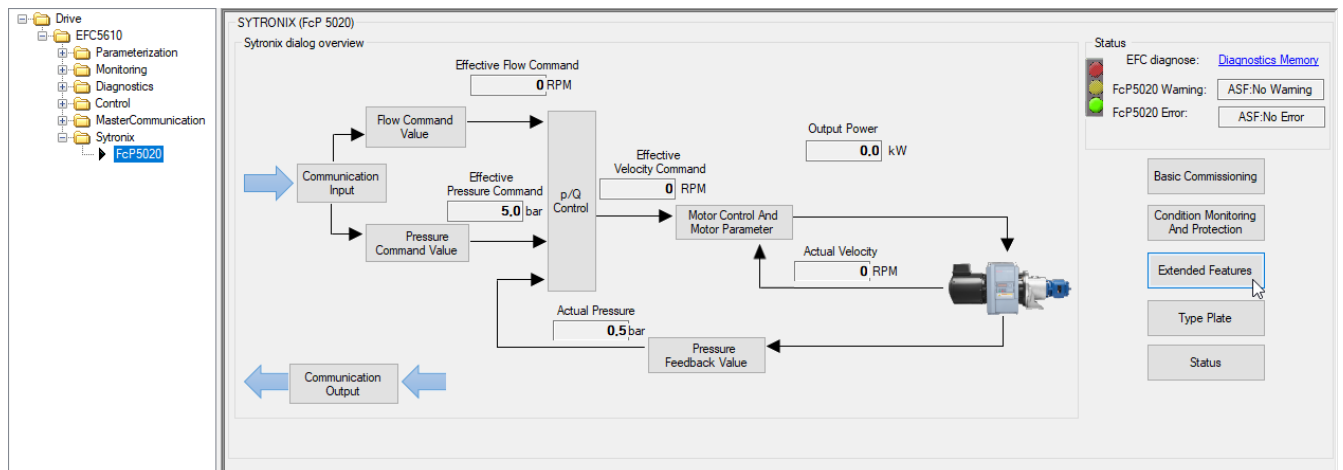 Drive
EFC5610
Parameterization
Monitoring
Diagnostics
Control
MasterCommunication
Sytronix
FcP5020
SYTRONIX (FcP 5020)
Sytronix dialog overview
Effective Flow Command
0 RPM
Flow Command
Value
Communication
Input
Effective
Pressure Command
5,0 bar
Pressure
Command Value
p/Q
Control
Effective
Velocity Command
0 RPM
Output Power
0,0 kW
Motor Control And
Motor Parameter
Actual Velocity
0 RPM
Actual Pressure
0,5 bar
Pressure
Feedback Value
Communication
Output
Status
EFC diagnose: Diagnostics Memory
FcP5020 Warning: ASF:No Warning
FcP5020 Error: ASF:No Error
Basic Commissioning
Condition Monitoring
And Protection
Extended Features
Type Plate
Status